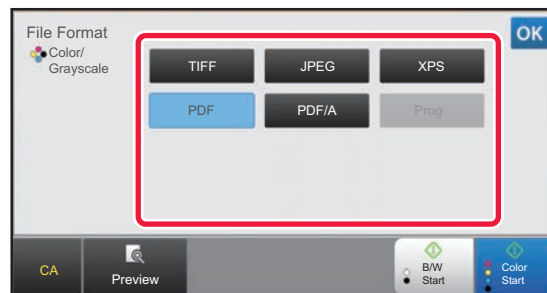 File Format
OK
Color/
Grayscale
TIFF JPEG XPS
PDF PDF/A Prog.
CA
Preview
B/W
Start
Color
Start